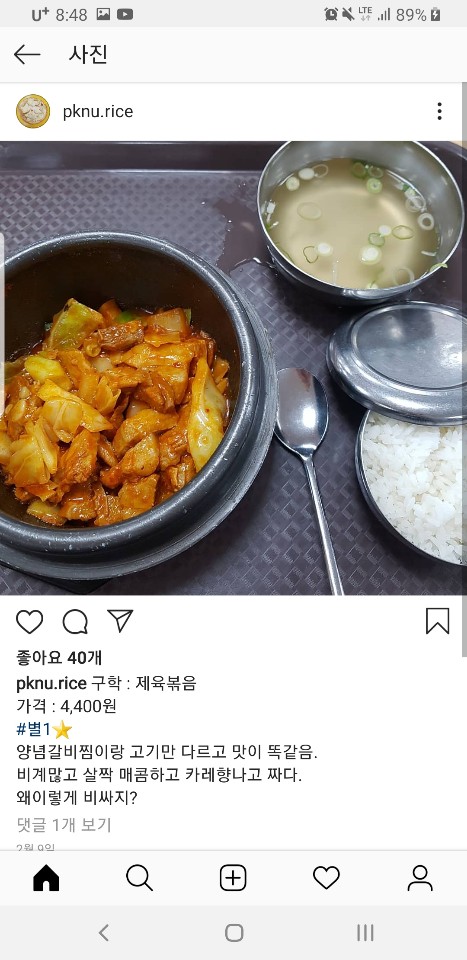 U+ 8:48 LTE 89%
사진
pknu.rice
좋아요 40개
pknu.rice 구학 : 제육볶음
가격 : 4,400원
#별1⭐
양념갈비찜이랑 고기만 다르고 맛이 똑같음.
비계많고 살짝 매콤하고 카레향나고 짜다.
왜이렇게 비싸지?
댓글 1개 보기
2월 9일